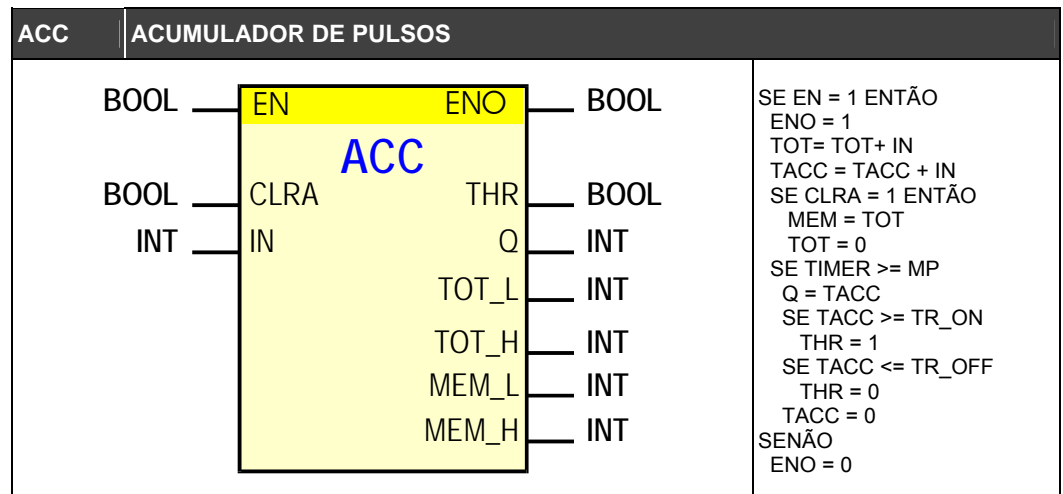 ACC ACUMULADOR DE PULSOS
BOOL EN ENO BOOL
ACC
BOOL CLRA THR BOOL
INT IN Q INT
TOT_L INT
TOT_H INT
MEM_L INT
MEM_H INT
SE EN = 1 ENTÃO
ENO = 1
TOT= TOT+ IN
TACC = TACC + IN
SE CLRA = 1 ENTÃO
MEM = TOT
TOT = 0
SE TIMER >= MP
Q = TACC
SE TACC >= TR_ON
THR = 1
SE TACC <= TR_OFF
THR = 0
TACC = 0
SENÃO
ENO = 0